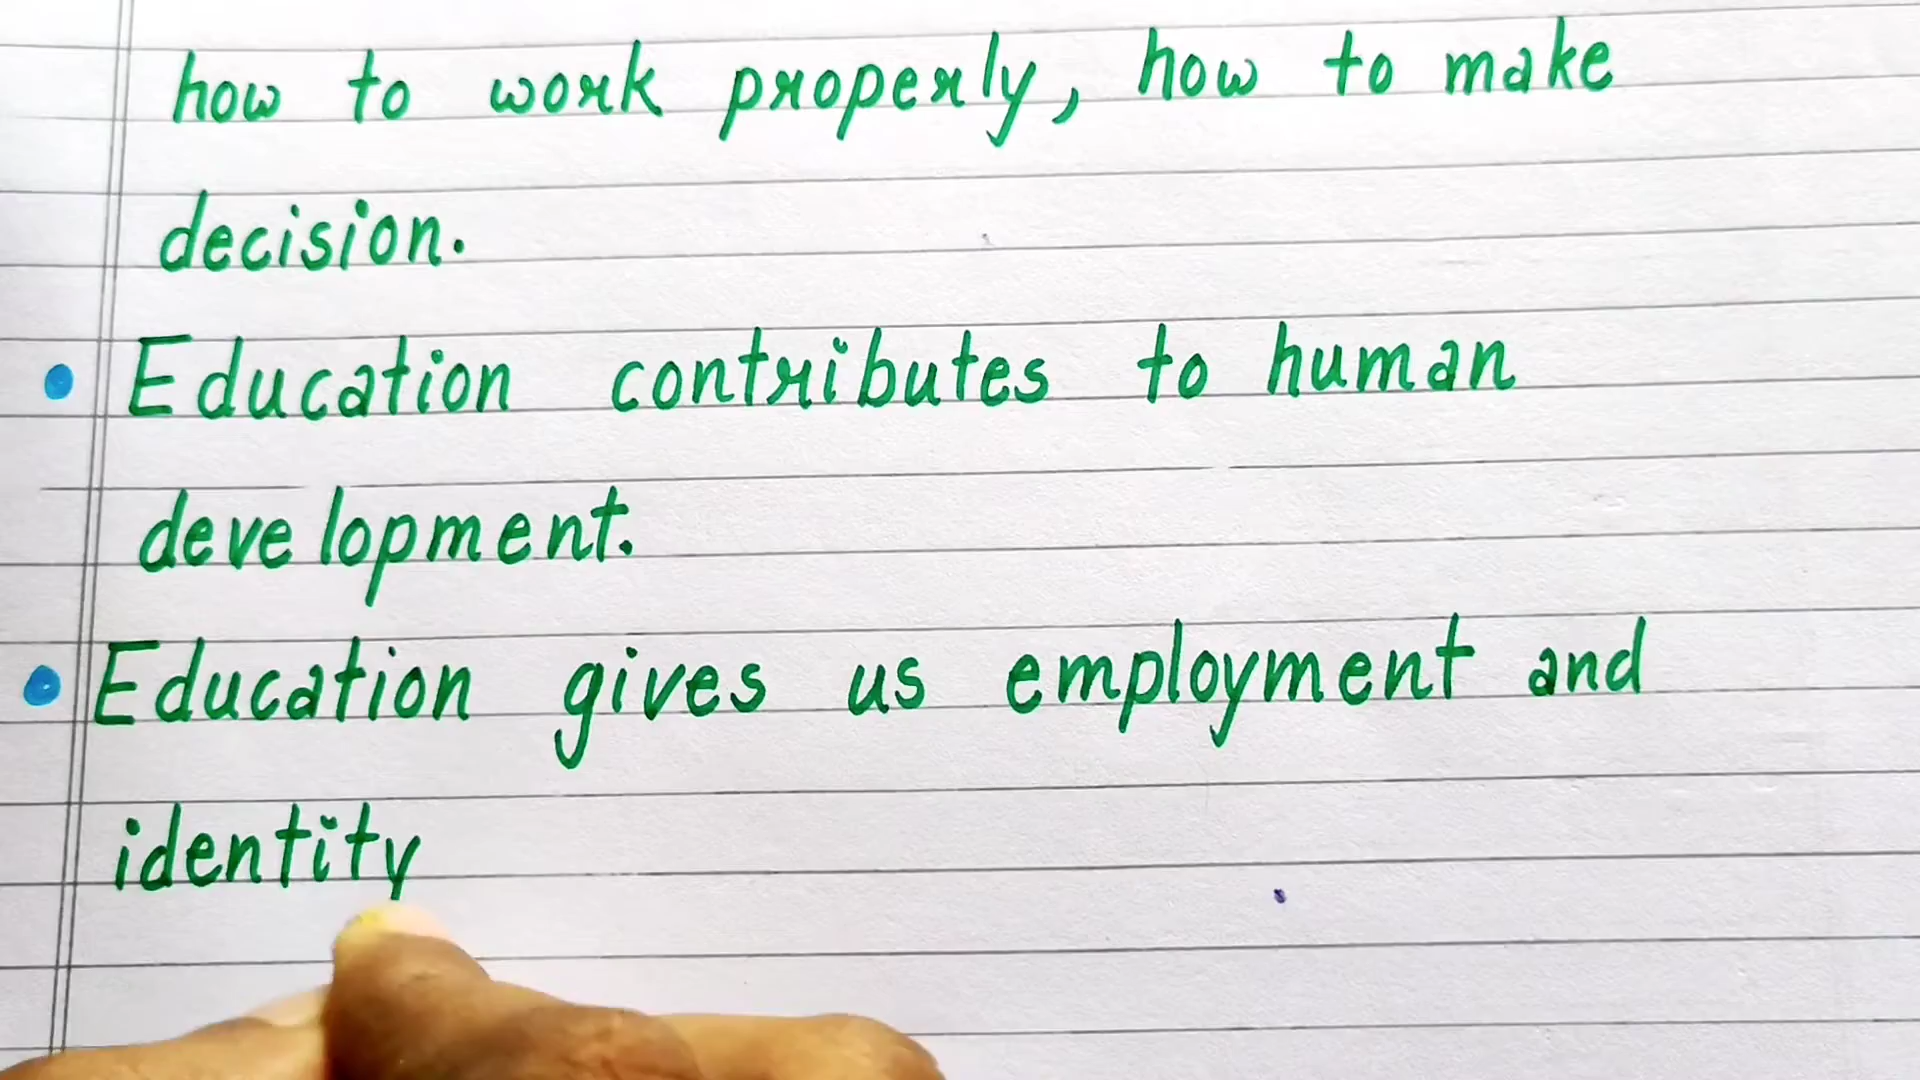 how to work properly, how to make
decision.
• Education contributes to human
development.
• Education gives us employment and
identity